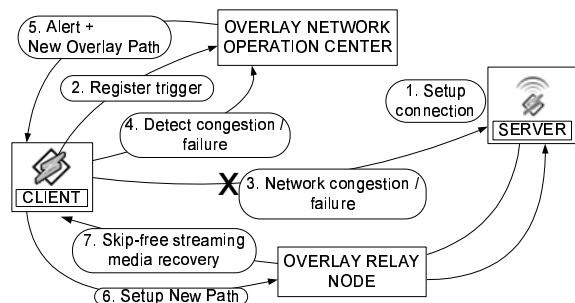 5. Alert +
New Overlay Path
OVERLAY NETWORK
OPERATION CENTER
2. Register trigger
1. Setup
connection
4. Detect congestion /
failure
SERVER
CLIENT
3. Network congestion /
failure
X
7. Skip-free streaming
media recovery
OVERLAY RELAY
NODE
6. Setup New Path